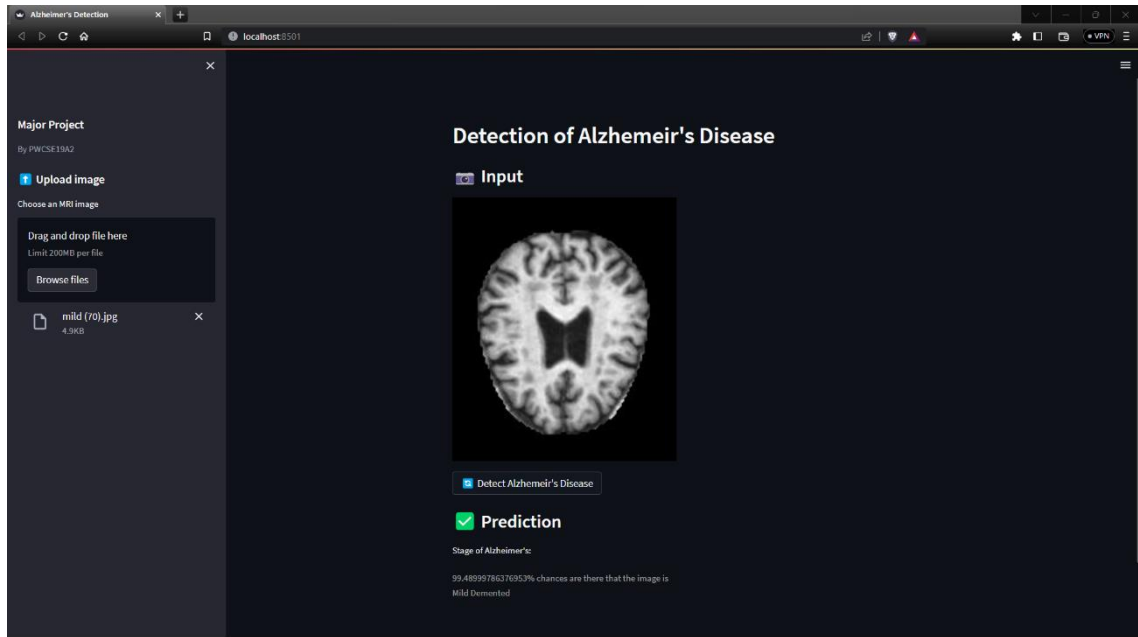 Alzheimer's Detection
localhost:8501
VPN
Major Project
By PWCSE19A2
Upload image
Choose an MRI image
Drag and drop file here
Limit 200MB per file
Browse files
mild (70).jpg
4.9KB
Detection of Alzhemeir's Disease
Input
Detect Alzhemeir's Disease
Prediction
Stage of Alzheimer's:
99.48999786376953% chances are there that the image is
Mild Demented